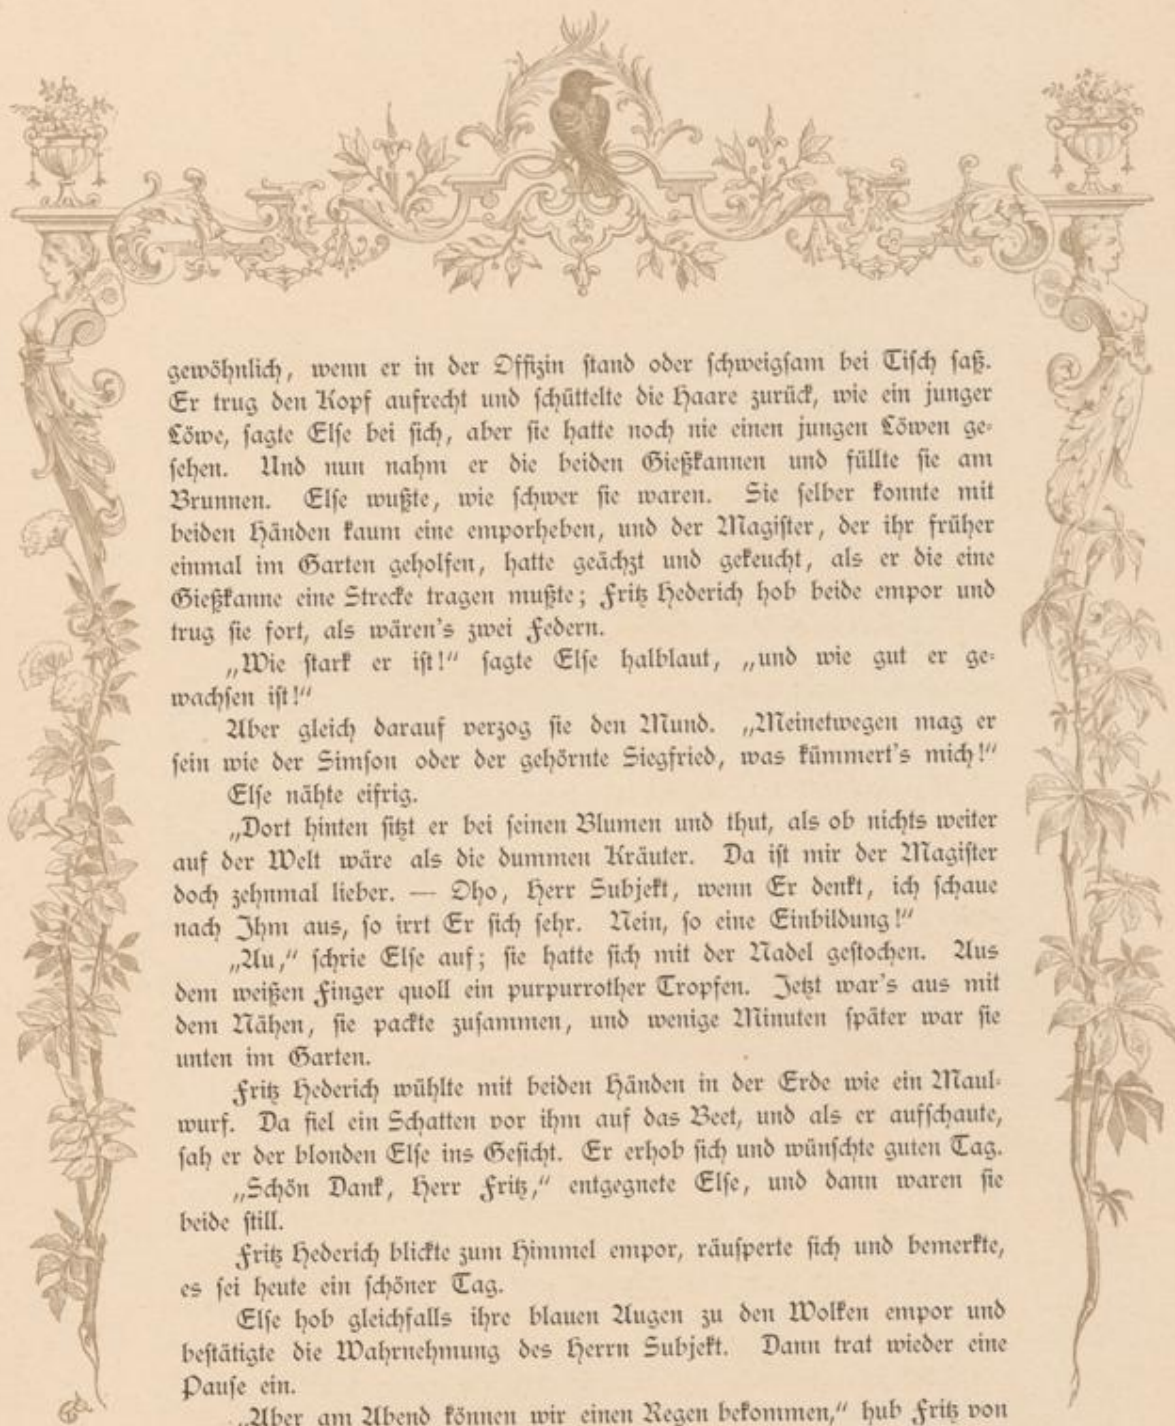 gewöhnlich, wenn er in der Offizin stand oder schweigsam bei Tisch saß.
Er trug den Kopf aufrecht und schüttelte die Haare zurück, wie ein junger
Löwe, sagte Else bei sich, aber sie hatte noch nie einen jungen Löwen ge-
sehen. Und nun nahm er die beiden Gießkannen und füllte sie am
Brunnen. Else wußte, wie schwer sie waren. Sie selber konnte mit
beiden Händen kaum eine emporheben, und der Magister, der ihr früher
einmal im Garten geholfen, hatte geächzt und gekeucht, als er die eine
Gießkanne eine Strecke tragen mußte; Fritz Hederich hob beide empor und
trug sie fort, als wären's zwei Federn.
„Wie stark er ist!“ sagte Else halblaut, „und wie gut er ge-
wachsen ist!“
Aber gleich darauf verzog sie den Mund. „Meinetwegen mag er
sein wie der Simson oder der gehörnte Siegfried, was kümmert's mich!“
Else nähte eifrig.
„Dort hinten sitzt er bei seinen Blumen und thut, als ob nichts weiter
auf der Welt wäre als die dummen Kräuter. Da ist mir der Magister
doch zehnmal lieber. — Oho, Herr Subjekt, wenn Er denkt, ich schaue
nach Ihm aus, so irrt Er sich sehr. Nein, so eine Einbildung!“
„Au,“ schrie Else auf; sie hatte sich mit der Nadel gestochen. Aus
dem weißen Finger quoll ein purpurrother Tropfen. Jetzt war's aus mit
dem Nähen, sie packte zusammen, und wenige Minuten später war sie
unten im Garten.
Fritz Hederich wühlte mit beiden Händen in der Erde wie ein Maul-
wurf. Da fiel ein Schatten vor ihm auf das Beet, und als er aufschaute,
sah er der blonden Else ins Gesicht. Er erhob sich und wünschte guten Tag.
„Schön Dank, Herr Fritz,“ entgegnete Else, und dann waren sie
beide still.
Fritz Hederich blickte zum Himmel empor, räusperte sich und bemerkte,
es sei heute ein schöner Tag.
Else hob gleichfalls ihre blauen Augen zu den Wolken empor und
bestätigte die Wahrnehmung des Herrn Subjekt. Dann trat wieder eine
Pause ein.
„Aber am Abend können wir einen Regen bekommen,“ hub Fritz von